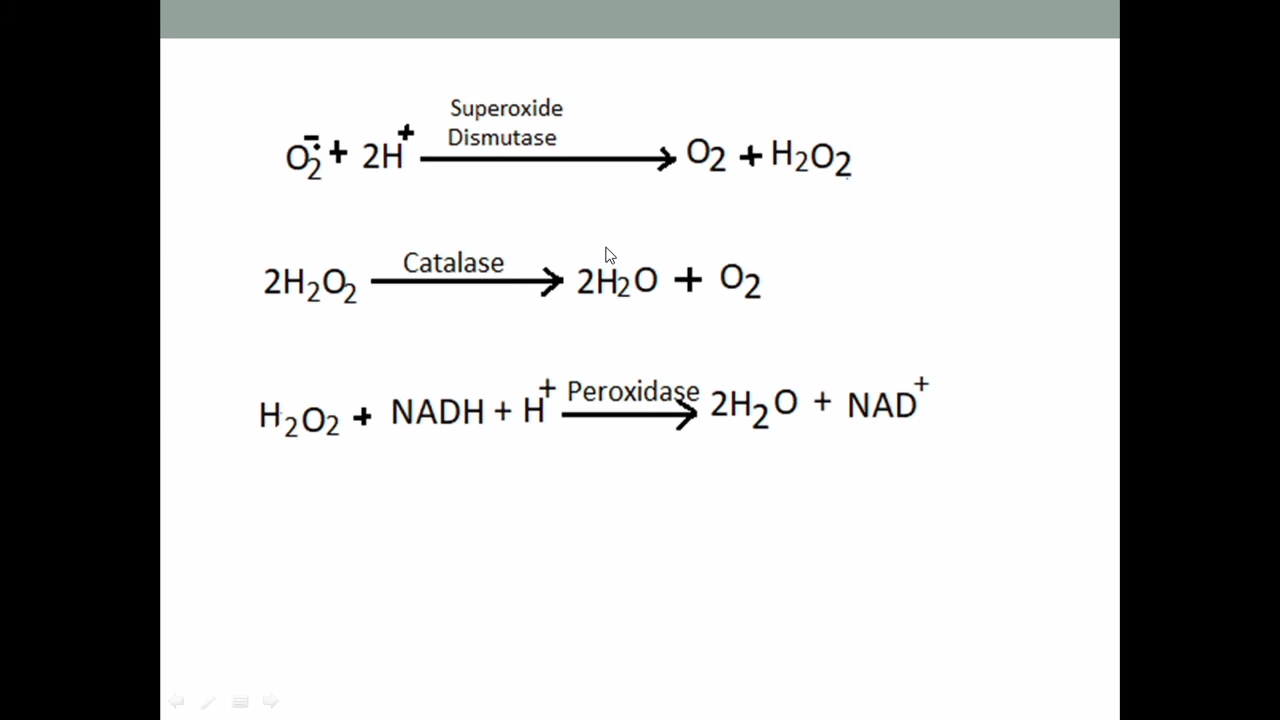 Superoxide
Dismutase
O₂⁻̇ + 2H⁺ → O₂ + H₂O₂
Catalase
2H₂O₂ → 2H₂O + O₂
Peroxidase
H₂O₂ + NADH + H⁺ → 2H₂O + NAD⁺